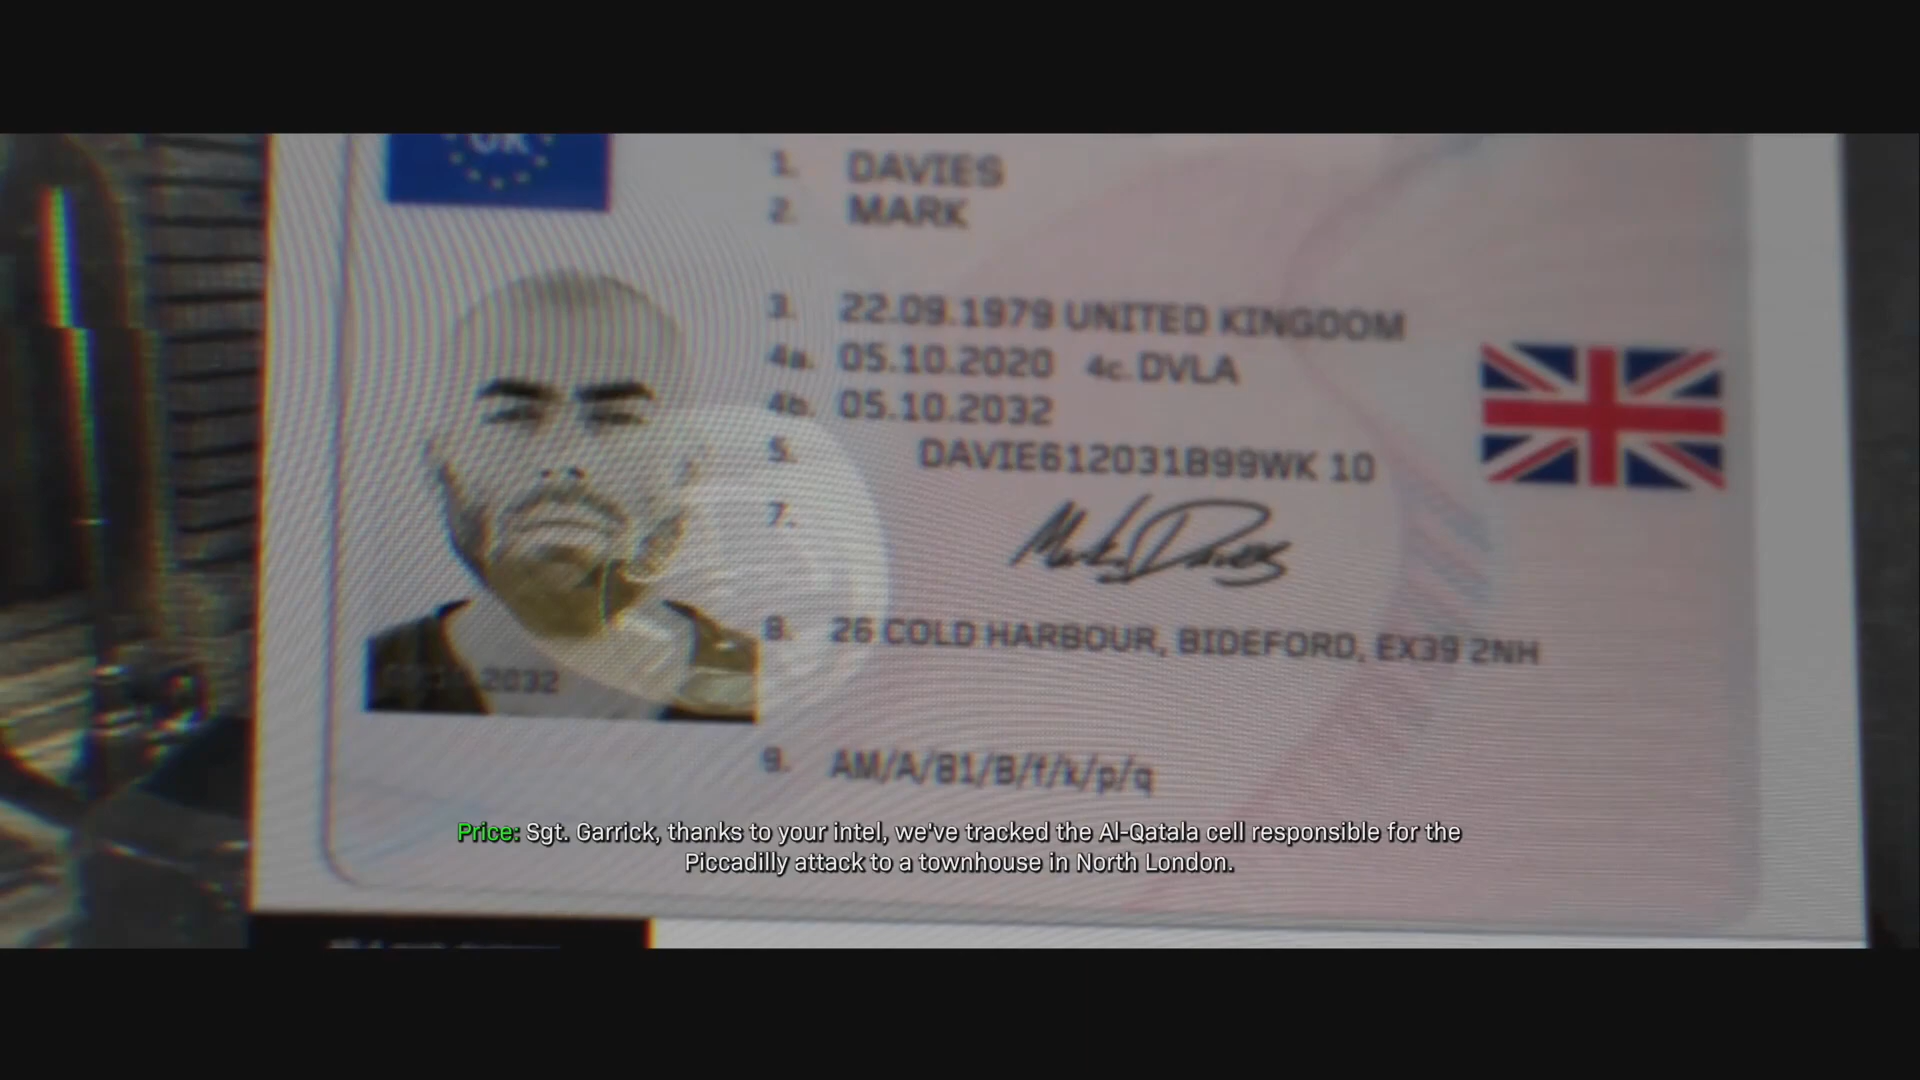 UK
1. DAVIES
2. MARK
3. 22.09.1979 UNITED KINGDOM
4a. 05.10.2020 4c. DVLA
4b. 05.10.2032
5. DAVIE612031B99WK 10
7. Mark Davies
8. 26 COLD HARBOUR, BIDEFORD, EX39 2NH
2032
9. AM/A/B1/B/f/k/p/q
Price: Sgt. Garrick, thanks to your intel, we've tracked the Al-Qatala cell responsible for the
Piccadilly attack to a townhouse in North London.